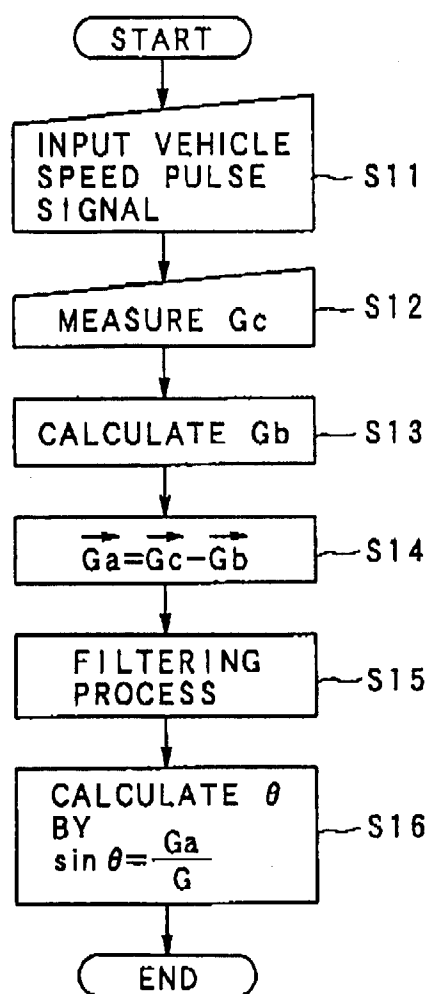 START
INPUT VEHICLE
SPEED PULSE
SIGNAL
S11
MEASURE Gc
S12
CALCULATE Gb
S13
Ga=Gc-Gb
S14
FILTERING
PROCESS
S15
CALCULATE θ
BY
sin θ=Ga/G
S16
END